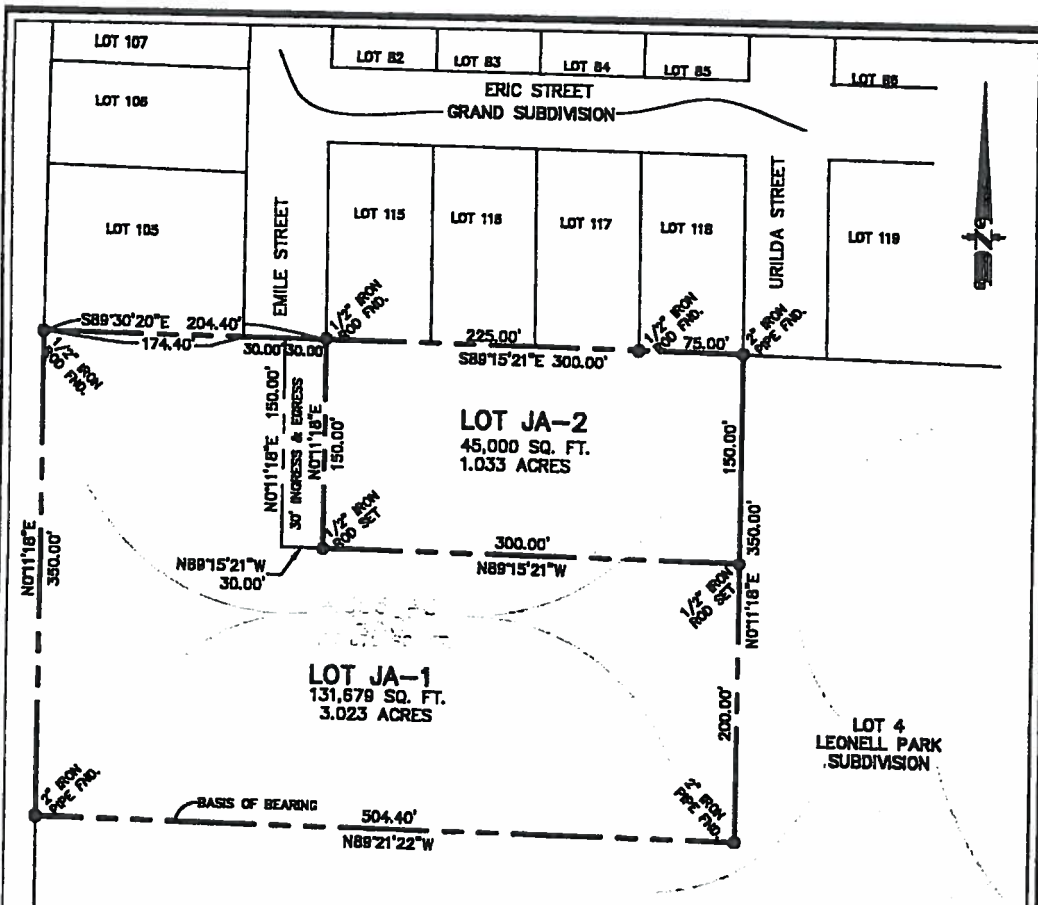 LOT 107
LOT 82
LOT 83
LOT 84
LOT 85
LOT 86
LOT 106
ERIC STREET
GRAND SUBDIVISION
LOT 105
EMILE STREET
LOT 115
LOT 116
LOT 117
LOT 118
URILDA STREET
LOT 119
S89°30'20"E 204.40'
174.40'
1/2" IRON
ROD FND.
30.00'
30.00'
1/2" IRON
ROD FND.
225.00'
S89°15'21"E 300.00'
1/2" IRON
ROD FND.
75.00'
2" IRON
PIPE FND.
N0°11'18"E 150.00'
30' INGRESS & EGRESS
N0°11'18"E
150.00'
LOT JA-2
45,000 SQ. FT.
1.033 ACRES
150.00'
N0°11'18"E
350.00'
1/2" IRON
ROD SET
N89°15'21"W
30.00'
300.00'
N89°15'21"W
1/2" IRON
ROD SET
N0°11'18"E 350.00'
LOT JA-1
131,679 SQ. FT.
3.023 ACRES
200.00'
LOT 4
LEONELL PARK
SUBDIVISION
2" IRON
PIPE FND.
BASIS OF BEARING
504.40'
N89°21'22"W
2" IRON
PIPE FND.